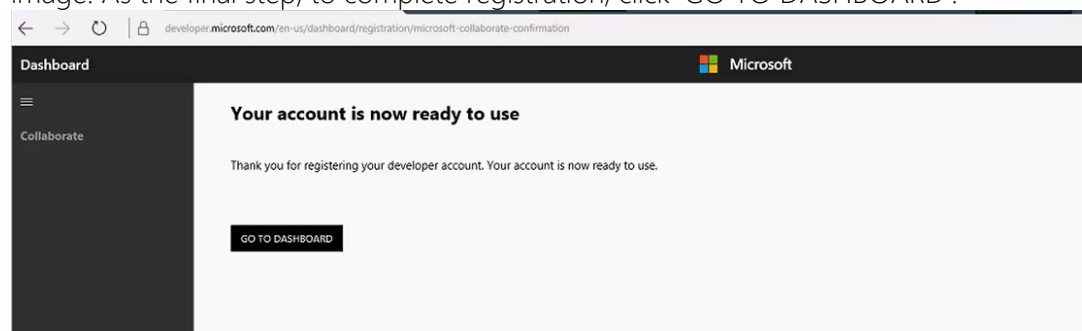 image. As the final step, to complete registration, click "GO TO DASHBOARD".
developer.microsoft.com/en-us/dashboard/registration/microsoft-collaborate-confirmation
Dashboard
Microsoft
Your account is now ready to use
Collaborate
Thank you for registering your developer account. Your account is now ready to use.
GO TO DASHBOARD